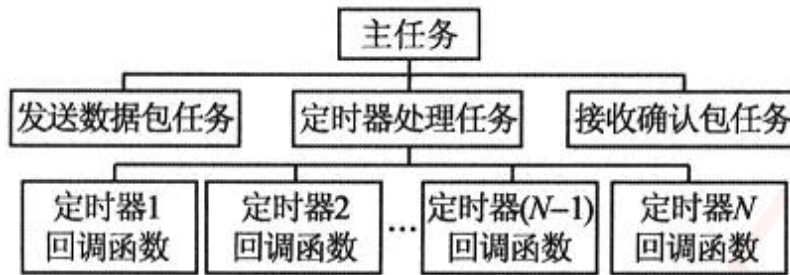 主任务
发送数据包任务
定时器处理任务
接收确认包任务
定时器1
回调函数
定时器2
回调函数
…
定时器(N−1)
回调函数
定时器N
回调函数